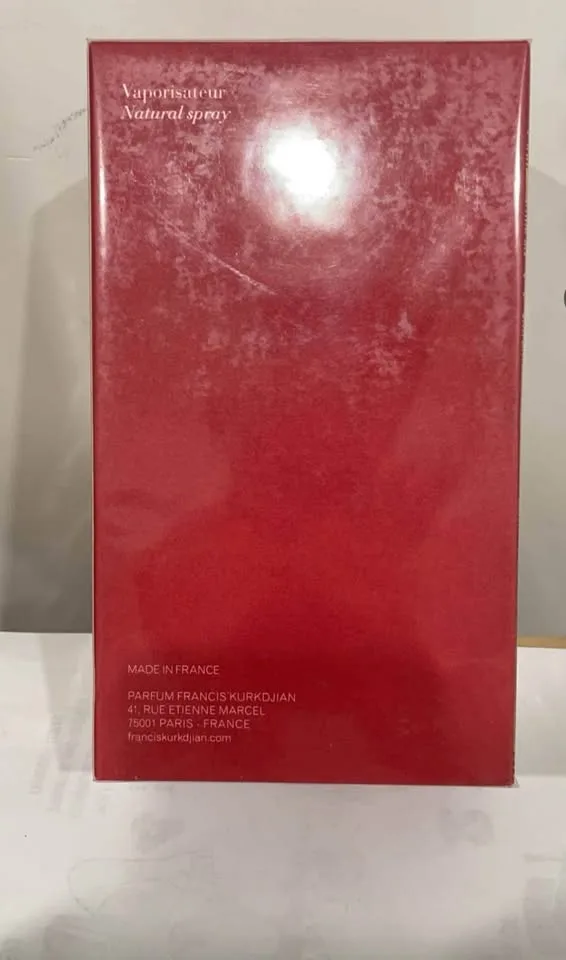 Vaporisateur
Natural spray
MADE IN FRANCE
PARFUM FRANCIS KURKDJIAN
41, RUE ETIENNE MARCEL
75001 PARIS - FRANCE
franciskurkdjian.com